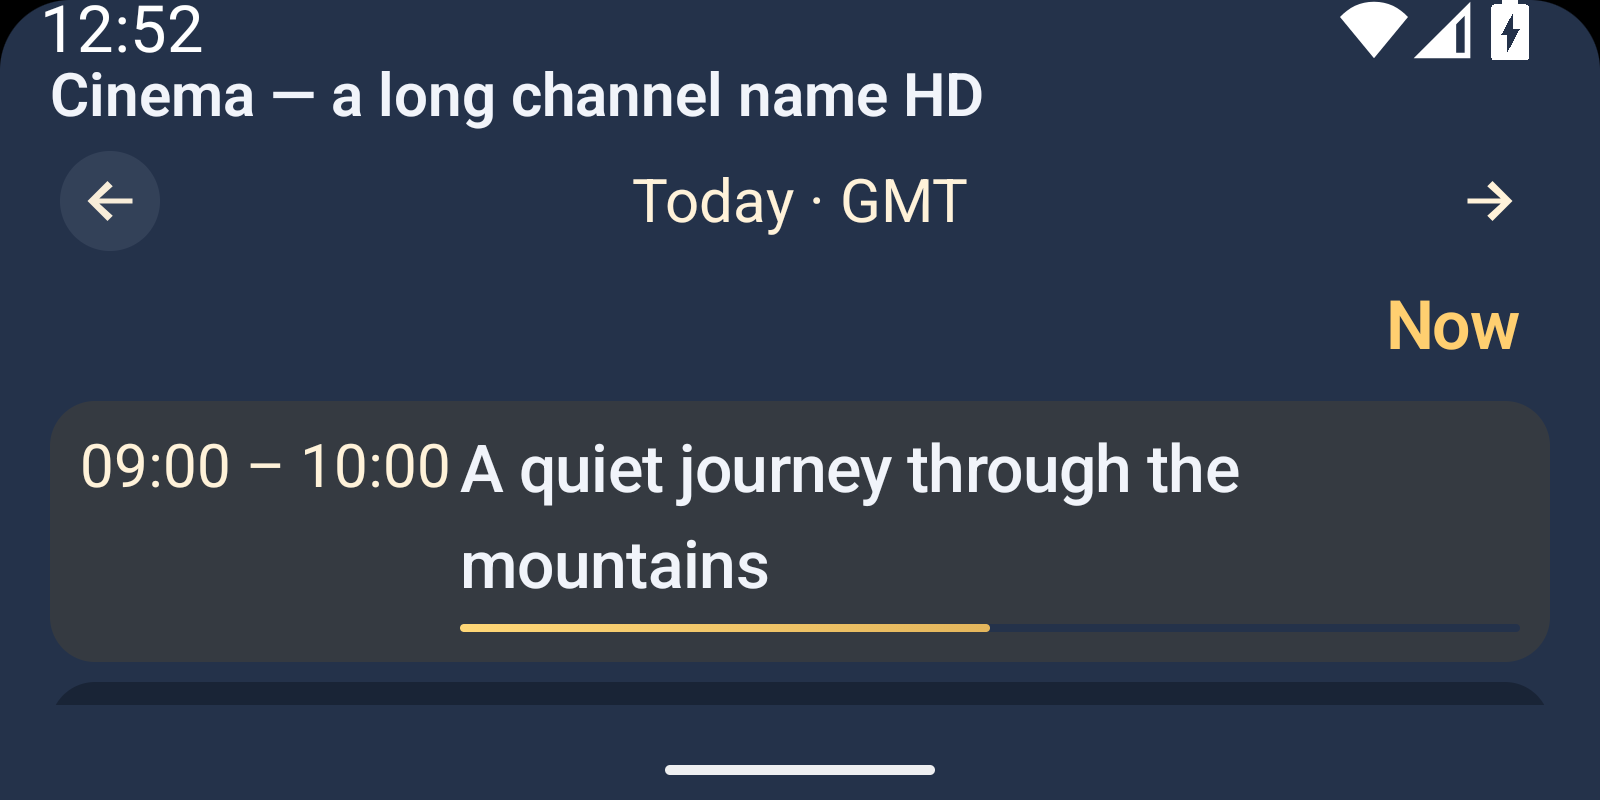 12:52
Cinema — a long channel name HD
Today · GMT
Now
09:00 – 10:00 A quiet journey through the
mountains